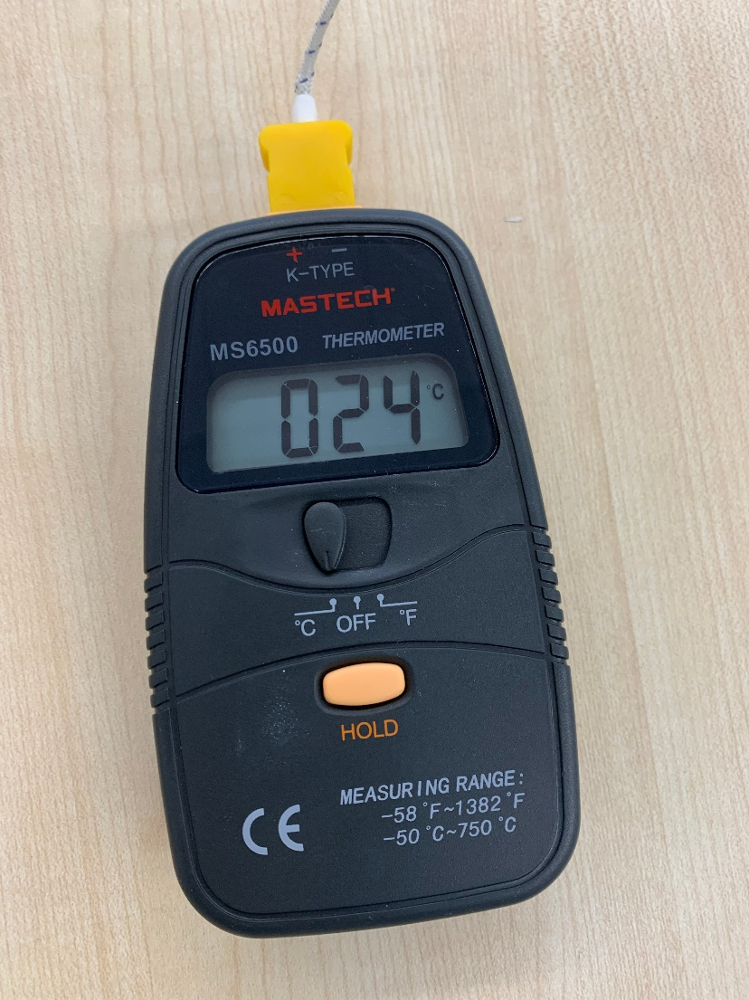 + −
K-TYPE
MASTECH®
MS6500 THERMOMETER
024 °C
°C OFF °F
HOLD
MEASURING RANGE:
−58 °F~1382 °F
−50 °C~750 °C
CE